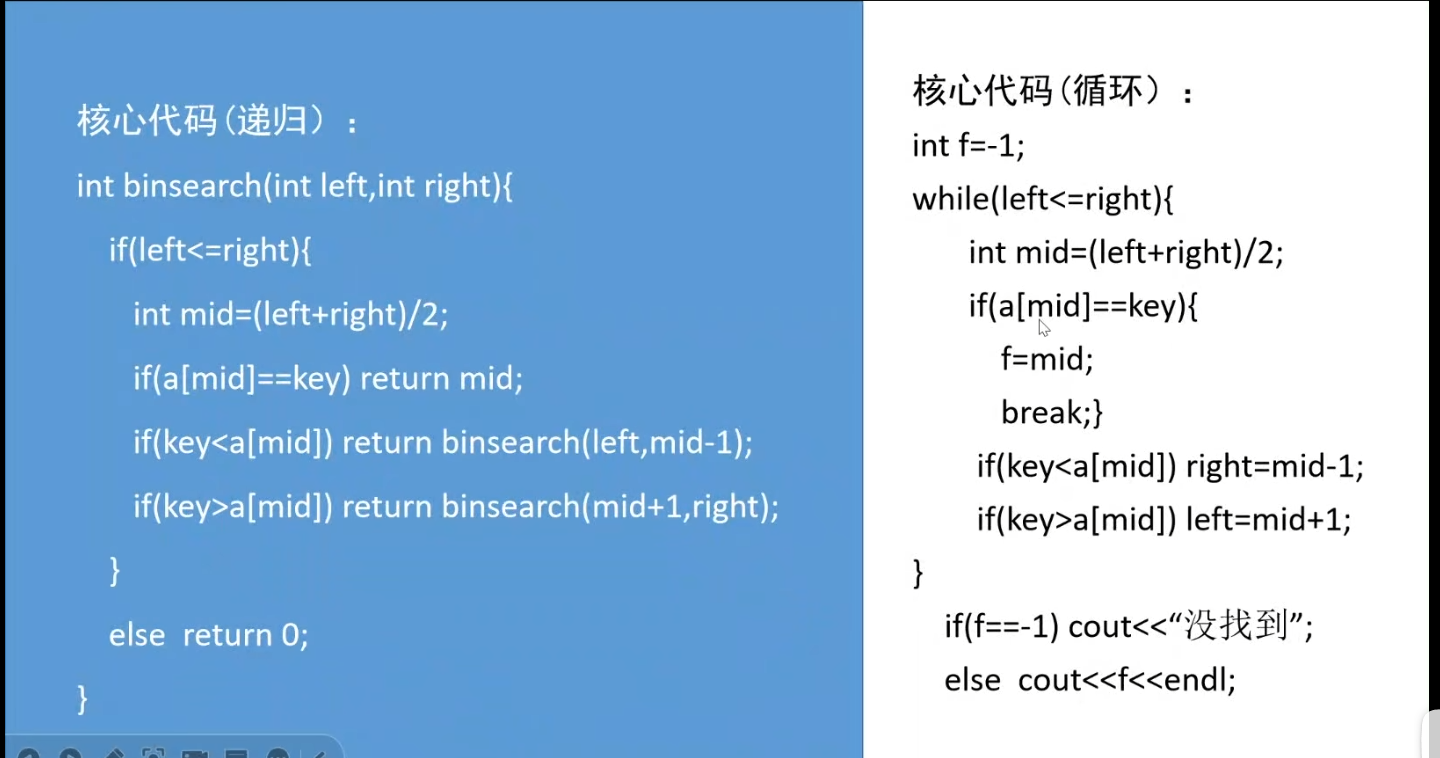 核心代码(递归）：
int binsearch(int left,int right){
if(left<=right){
int mid=(left+right)/2;
if(a[mid]==key) return mid;
if(key<a[mid]) return binsearch(left,mid-1);
if(key>a[mid]) return binsearch(mid+1,right);
}
else  return 0;
}
核心代码(循环）：
int f=-1;
while(left<=right){
int mid=(left+right)/2;
if(a[mid]==key){
f=mid;
break;}
if(key<a[mid]) right=mid-1;
if(key>a[mid]) left=mid+1;
}
if(f==-1) cout<<“没找到”;
else  cout<<f<<endl;